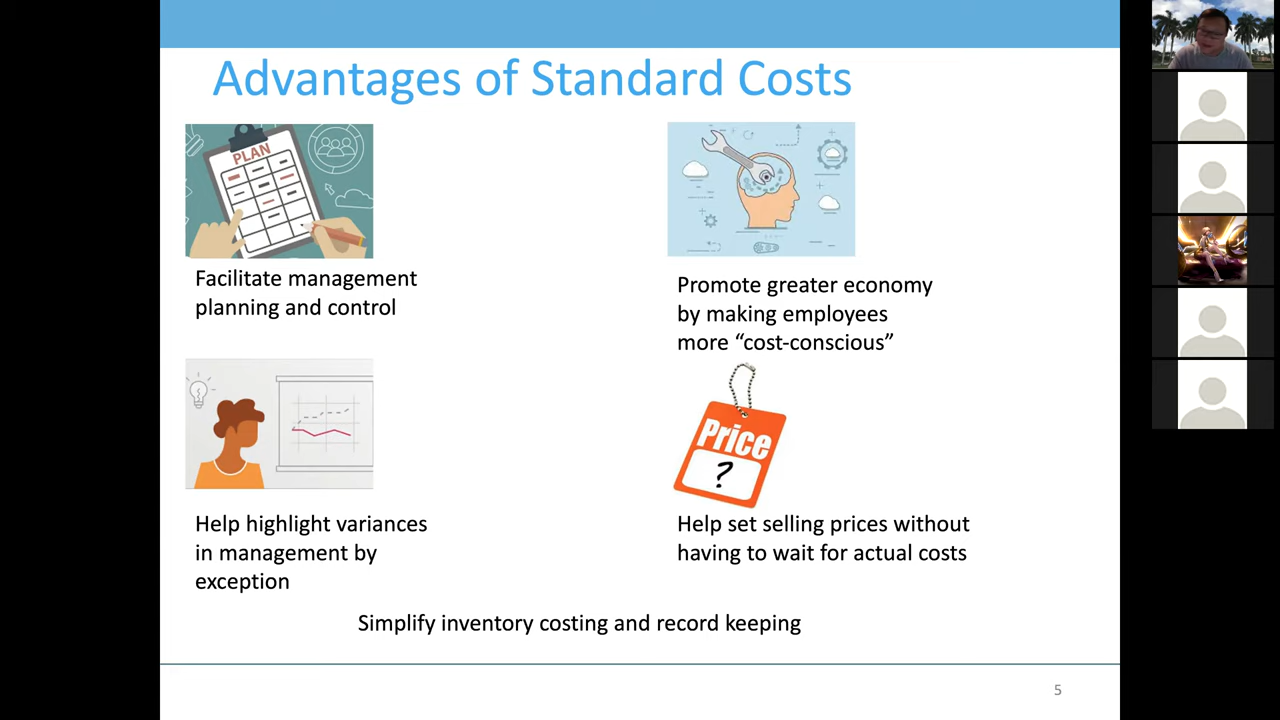 Advantages of Standard Costs
PLAN
Facilitate management
planning and control
Promote greater economy
by making employees
more “cost-conscious”
Price
?
Help highlight variances
in management by
exception
Help set selling prices without
having to wait for actual costs
Simplify inventory costing and record keeping
5